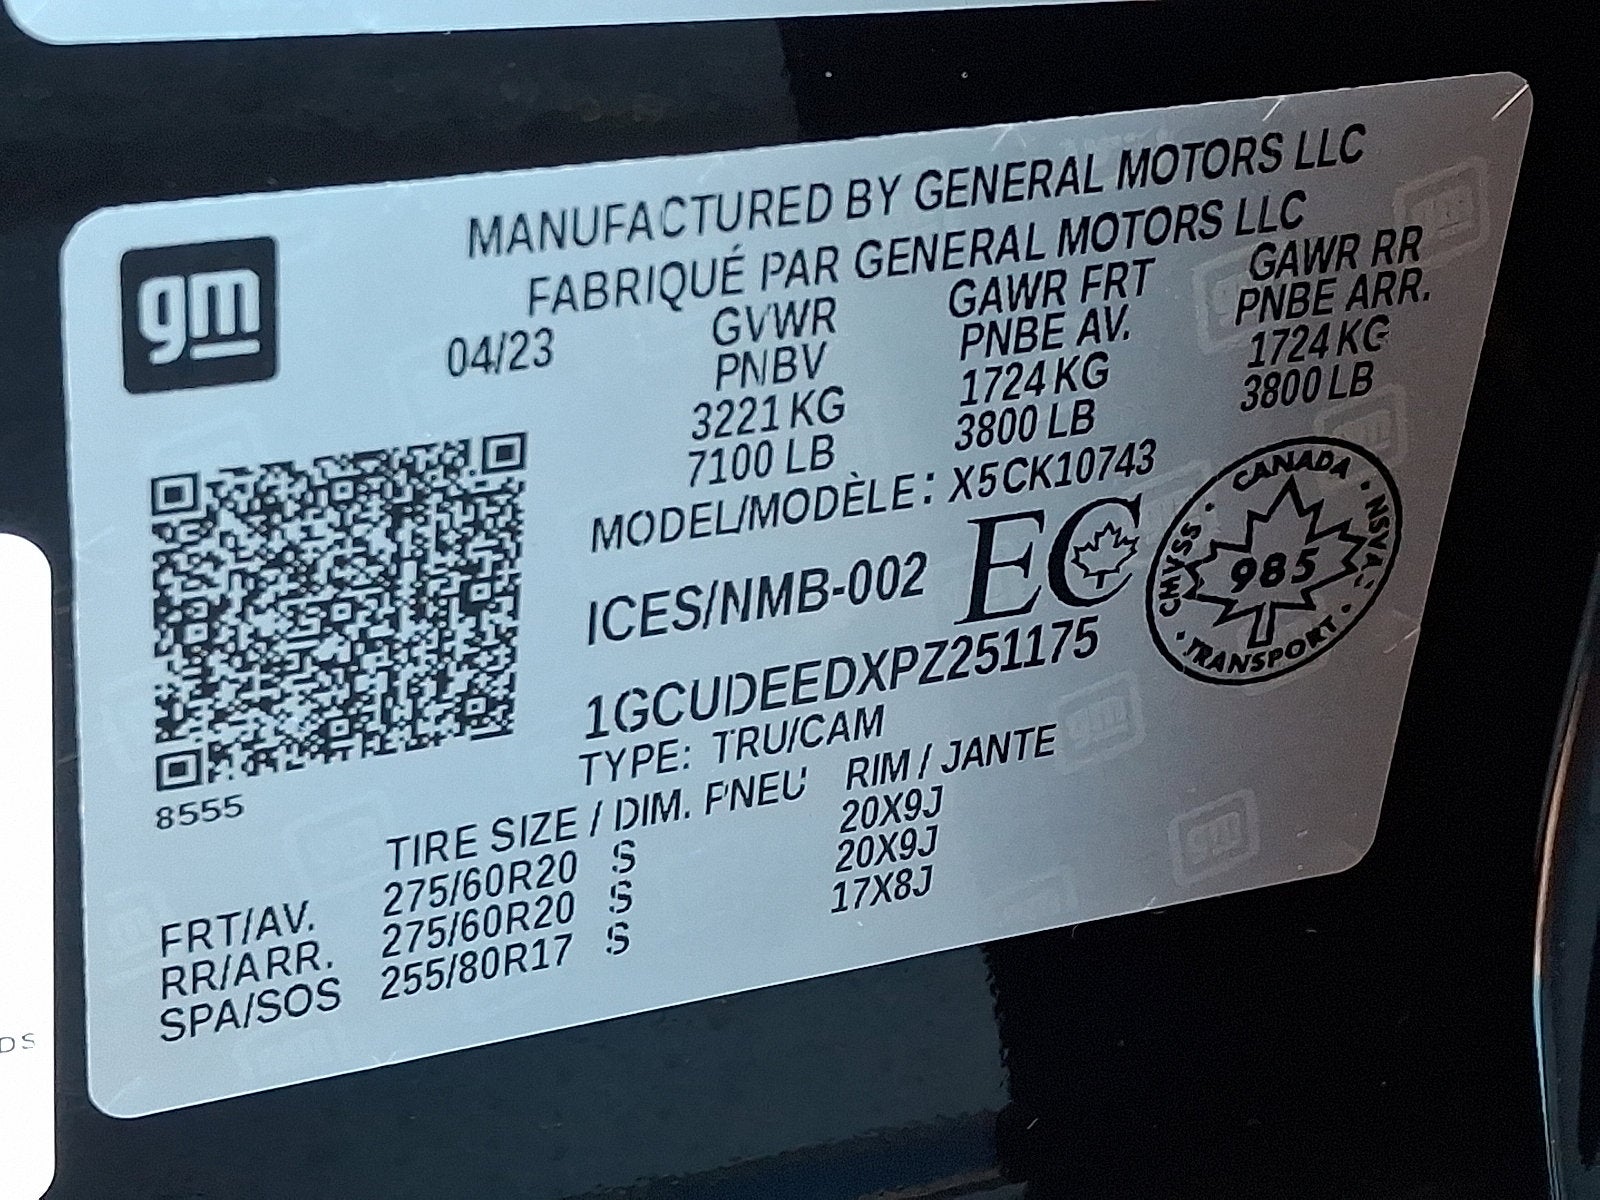 gm
MANUFACTURED BY GENERAL MOTORS LLC
FABRIQUÉ PAR GENERAL MOTORS LLC
04/23 GVWR GAWR FRT GAWR RR
PNBV PNBE AV. PNBE ARR.
3221 KG 1724 KG 1724 KG
7100 LB 3800 LB 3800 LB
MODEL/MODÈLE: X5CK10743
ICES/NMB-002 EC
CANADA · NSVAC · TRANSPORT · CMVSS ·
985
1GCUDEEDXPZ251175
TYPE: TRU/CAM
8555
TIRE SIZE / DIM. PNEU RIM / JANTE
FRT/AV. 275/60R20 S 20X9J
RR/ARR. 275/60R20 S 20X9J
SPA/SOS 255/80R17 S 17X8J
DS